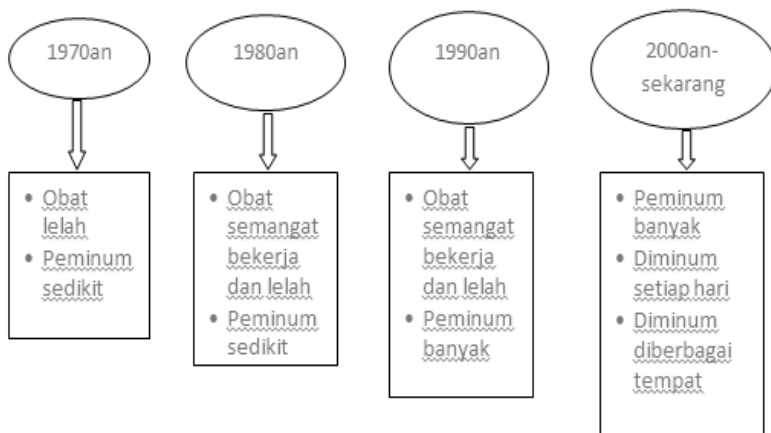 1970an
1980an
1990an
2000an-
sekarang
• Obat
lelah
• Peminum
sedikit
• Obat
semangat
bekerja
dan lelah
• Peminum
sedikit
• Obat
semangat
bekerja
dan lelah
• Peminum
banyak
• Peminum
banyak
• Diminum
setiap hari
• Diminum
diberbagai
tempat